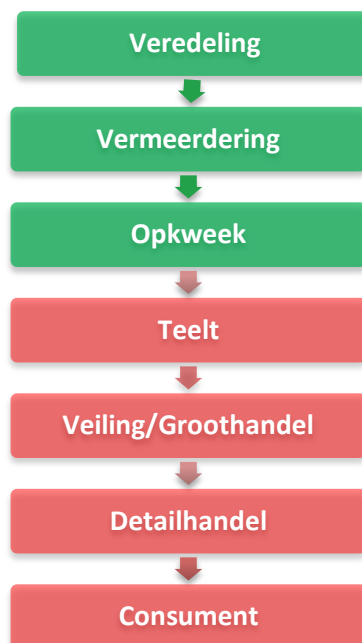 Veredeling
Vermeerdering
Opkweek
Teelt
Veiling/Groothandel
Detailhandel
Consument